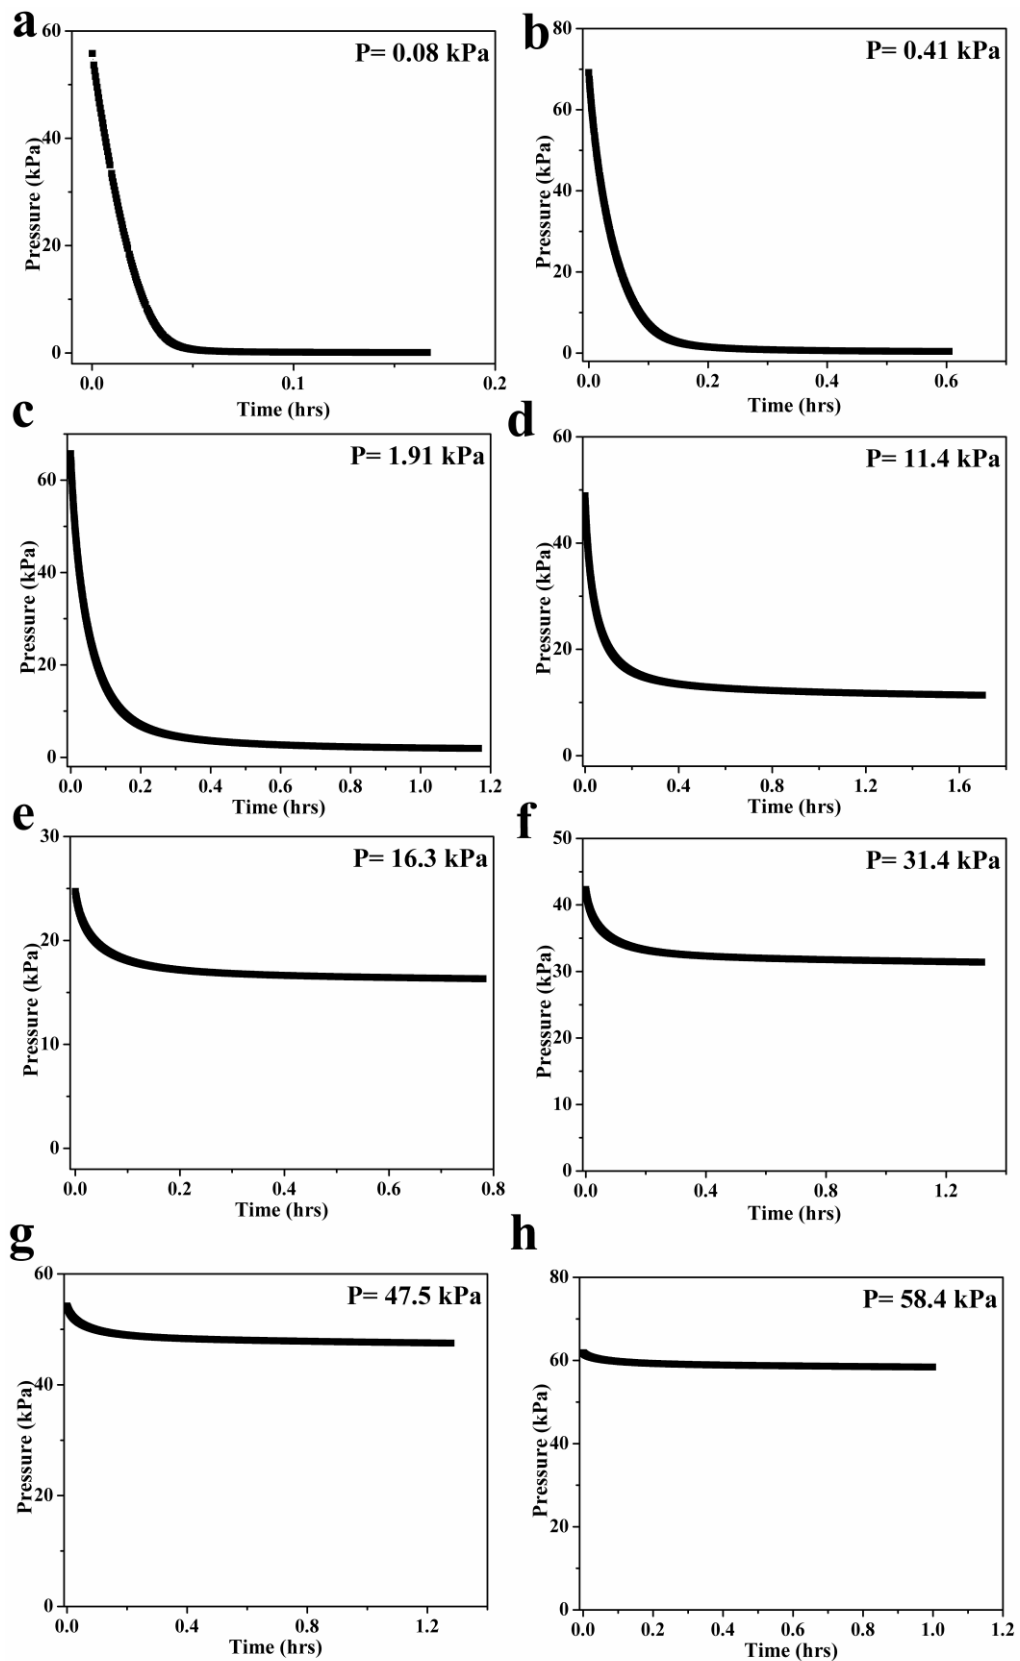 a
P= 0.08 kPa
Pressure (kPa)
60
40
20
0
0.0 0.1 0.2
Time (hrs)
b
P= 0.41 kPa
Pressure (kPa)
80
60
40
20
0
0.0 0.2 0.4 0.6
Time (hrs)
c
P= 1.91 kPa
Pressure (kPa)
60
40
20
0
0.0 0.2 0.4 0.6 0.8 1.0 1.2
Time (hrs)
d
P= 11.4 kPa
Pressure (kPa)
60
40
20
0
0.0 0.4 0.8 1.2 1.6
Time (hrs)
e
P= 16.3 kPa
Pressure (kPa)
30
20
10
0
0.0 0.2 0.4 0.6 0.8
Time (hrs)
f
P= 31.4 kPa
Pressure (kPa)
50
40
30
20
10
0
0.0 0.4 0.8 1.2
Time (hrs)
g
P= 47.5 kPa
Pressure (kPa)
60
40
20
0
0.0 0.4 0.8 1.2
Time (hrs)
h
P= 58.4 kPa
Pressure (kPa)
80
60
40
20
0
0.0 0.2 0.4 0.6 0.8 1.0 1.2
Time (hrs)